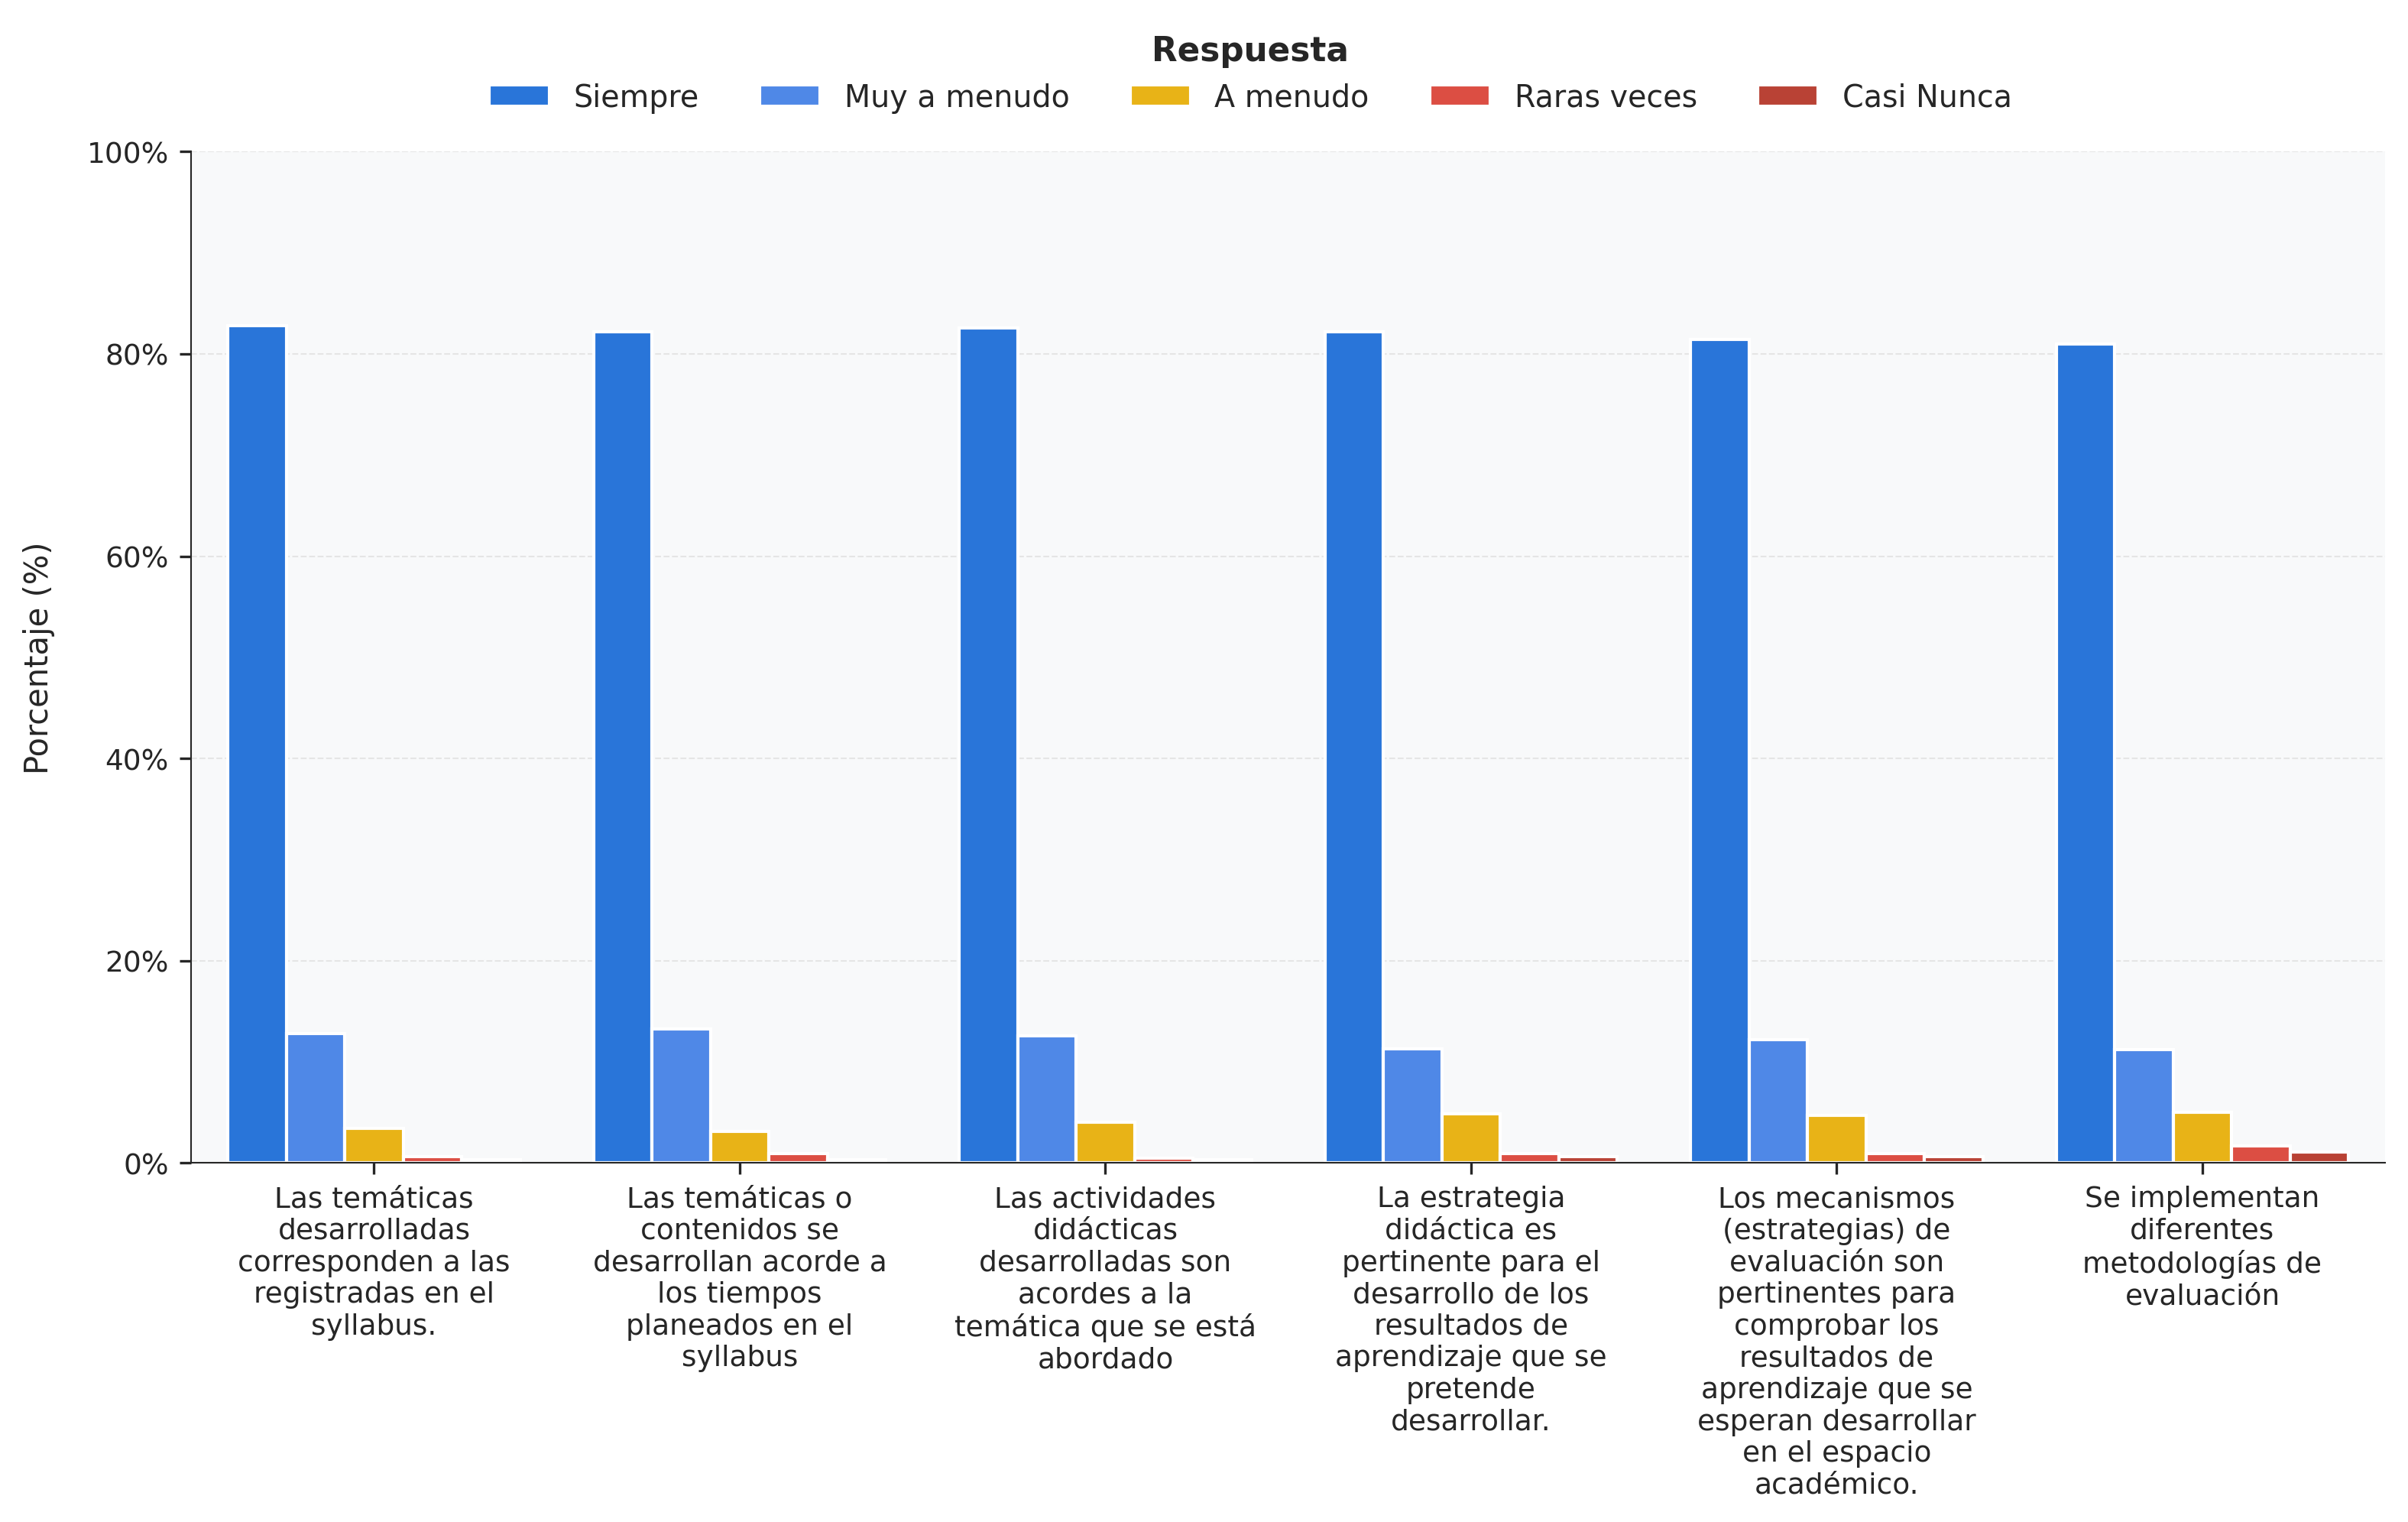 Respuesta
Siempre Muy a menudo A menudo Raras veces Casi Nunca
Porcentaje (%)
100%
80%
60%
40%
20%
0%
Las temáticas
desarrolladas
corresponden a las
registradas en el
syllabus.
Las temáticas o
contenidos se
desarrollan acorde a
los tiempos
planeados en el
syllabus
Las actividades
didácticas
desarrolladas son
acordes a la
temática que se está
abordado
La estrategia
didáctica es
pertinente para el
desarrollo de los
resultados de
aprendizaje que se
pretende
desarrollar.
Los mecanismos
(estrategias) de
evaluación son
pertinentes para
comprobar los
resultados de
aprendizaje que se
esperan desarrollar
en el espacio
académico.
Se implementan
diferentes
metodologías de
evaluación